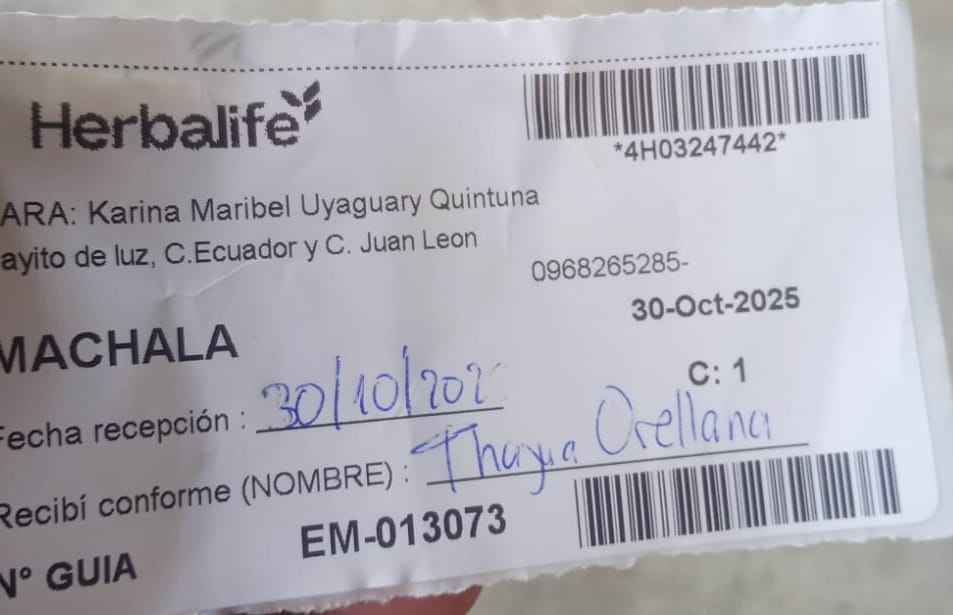 Herbalife
*4H03247442*
ARA: Karina Maribel Uyaguary Quintuna
ayito de luz, C.Ecuador y C. Juan Leon
0968265285-
30-Oct-2025
MACHALA
C: 1
Fecha recepción : 30/10/202
Recibí conforme (NOMBRE) : Orellana
N° GUIA
EM-013073